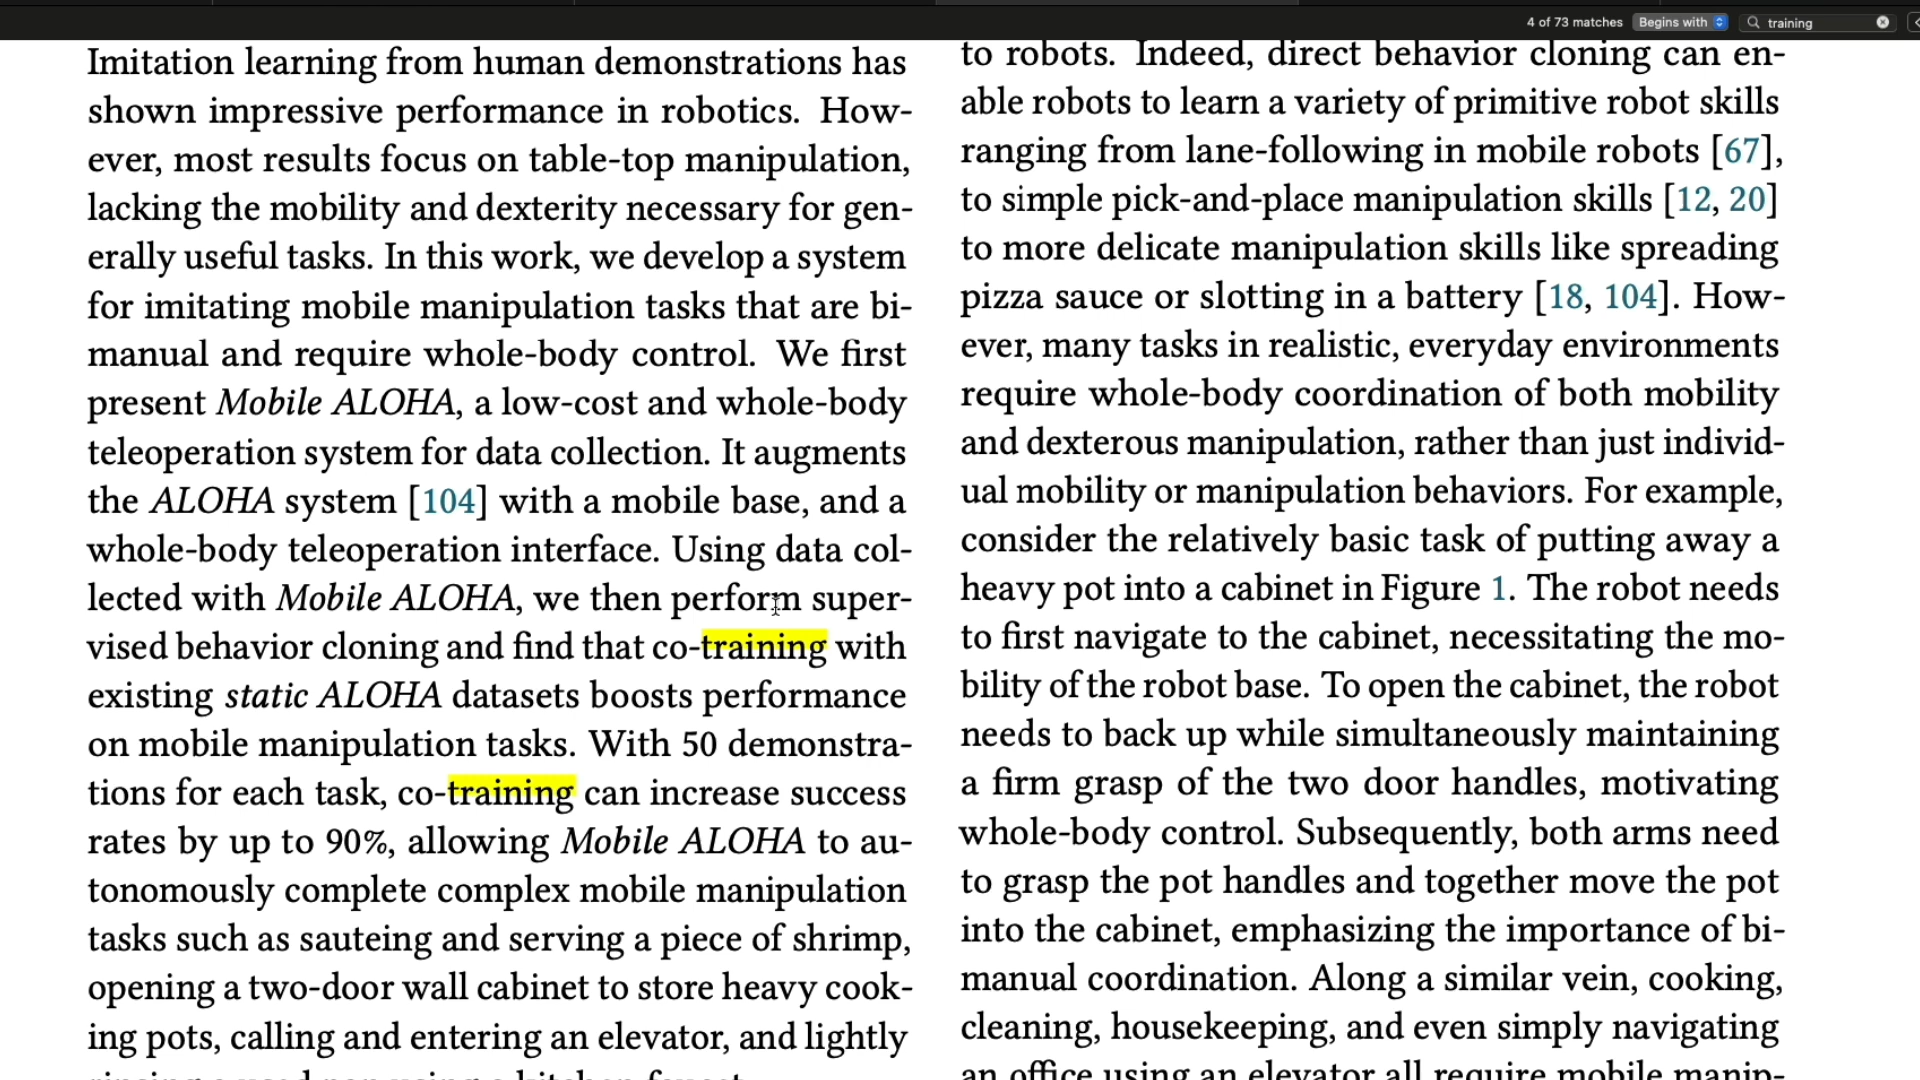 4 of 73 matches Begins with training
Imitation learning from human demonstrations has
shown impressive performance in robotics. How-
ever, most results focus on table-top manipulation,
lacking the mobility and dexterity necessary for gen-
erally useful tasks. In this work, we develop a system
for imitating mobile manipulation tasks that are bi-
manual and require whole-body control. We first
present Mobile ALOHA, a low-cost and whole-body
teleoperation system for data collection. It augments
the ALOHA system [104] with a mobile base, and a
whole-body teleoperation interface. Using data col-
lected with Mobile ALOHA, we then perform super-
vised behavior cloning and find that co-training with
existing static ALOHA datasets boosts performance
on mobile manipulation tasks. With 50 demonstra-
tions for each task, co-training can increase success
rates by up to 90%, allowing Mobile ALOHA to au-
tonomously complete complex mobile manipulation
tasks such as sauteing and serving a piece of shrimp,
opening a two-door wall cabinet to store heavy cook-
ing pots, calling and entering an elevator, and lightly
to robots. Indeed, direct behavior cloning can en-
able robots to learn a variety of primitive robot skills
ranging from lane-following in mobile robots [67],
to simple pick-and-place manipulation skills [12, 20]
to more delicate manipulation skills like spreading
pizza sauce or slotting in a battery [18, 104]. How-
ever, many tasks in realistic, everyday environments
require whole-body coordination of both mobility
and dexterous manipulation, rather than just individ-
ual mobility or manipulation behaviors. For example,
consider the relatively basic task of putting away a
heavy pot into a cabinet in Figure 1. The robot needs
to first navigate to the cabinet, necessitating the mo-
bility of the robot base. To open the cabinet, the robot
needs to back up while simultaneously maintaining
a firm grasp of the two door handles, motivating
whole-body control. Subsequently, both arms need
to grasp the pot handles and together move the pot
into the cabinet, emphasizing the importance of bi-
manual coordination. Along a similar vein, cooking,
cleaning, housekeeping, and even simply navigating
an office using an elevator all require mobile manip-